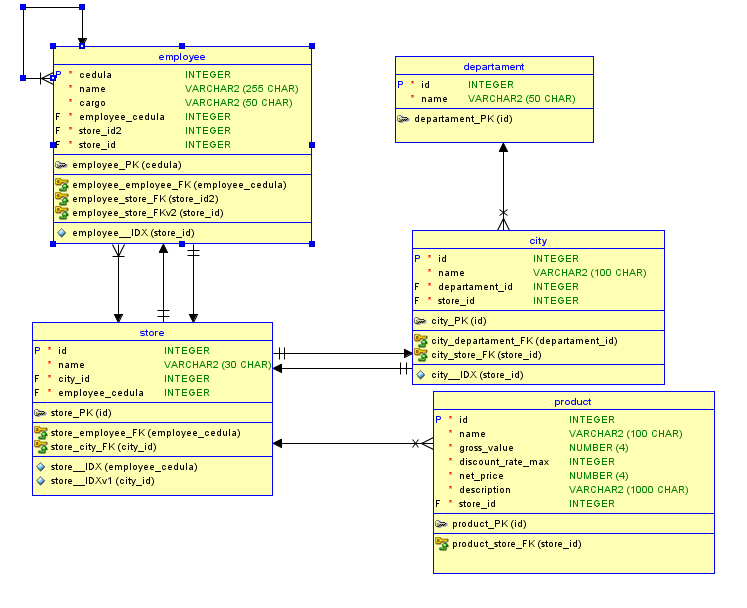 employee
P * cedula INTEGER
* name VARCHAR2 (255 CHAR)
* cargo VARCHAR2 (50 CHAR)
F * employee_cedula INTEGER
F * store_id2 INTEGER
F * store_id INTEGER
employee_PK (cedula)
employee_employee_FK (employee_cedula)
employee_store_FK (store_id2)
employee_store_FKv2 (store_id)
employee__IDX (store_id)
departament
P * id INTEGER
* name VARCHAR2 (50 CHAR)
departament_PK (id)
city
P * id INTEGER
* name VARCHAR2 (100 CHAR)
F * departament_id INTEGER
F * store_id INTEGER
city_PK (id)
city_departament_FK (departament_id)
city_store_FK (store_id)
city__IDX (store_id)
store
P * id INTEGER
* name VARCHAR2 (30 CHAR)
F * city_id INTEGER
F * employee_cedula INTEGER
store_PK (id)
store_employee_FK (employee_cedula)
store_city_FK (city_id)
store__IDX (employee_cedula)
store__IDXv1 (city_id)
product
P * id INTEGER
* name VARCHAR2 (100 CHAR)
* gross_value NUMBER (4)
* discount_rate_max INTEGER
* net_price NUMBER (4)
* description VARCHAR2 (1000 CHAR)
F * store_id INTEGER
product_PK (id)
product_store_FK (store_id)